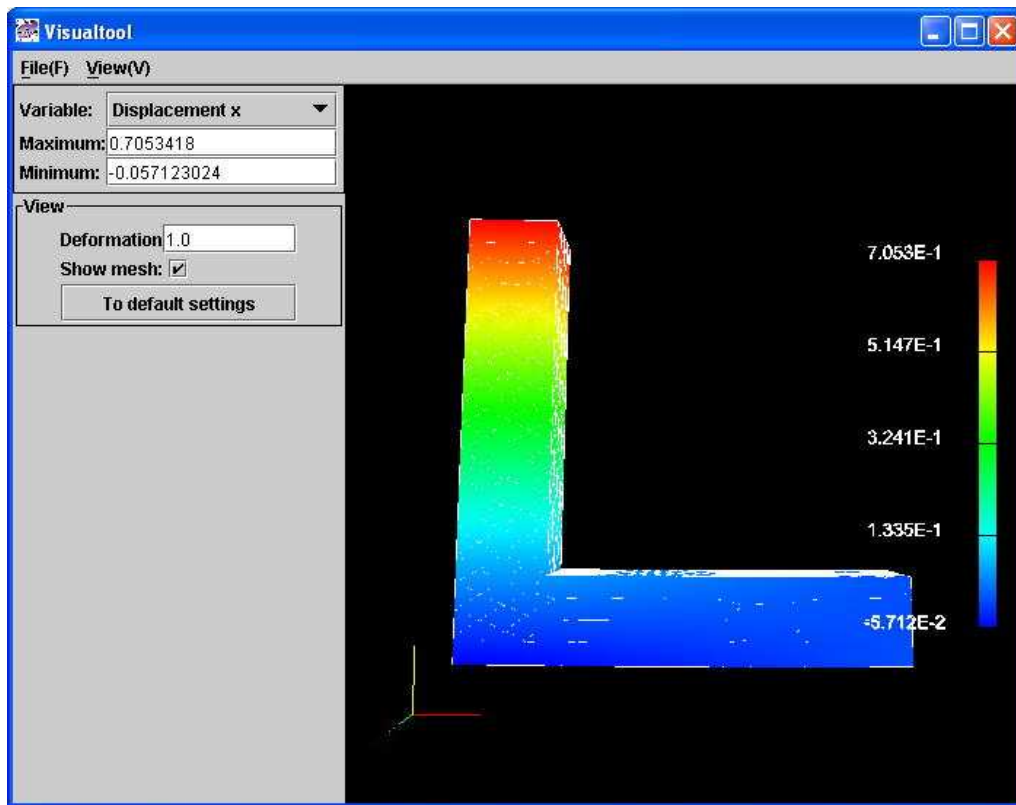 Visualtool
File(F) View(V)
Variable: Displacement x
Maximum: 0.7053418
Minimum: -0.057123024
View
Deformation 1.0
Show mesh:
To default settings
7.053E-1
5.147E-1
3.241E-1
1.335E-1
-5.712E-2